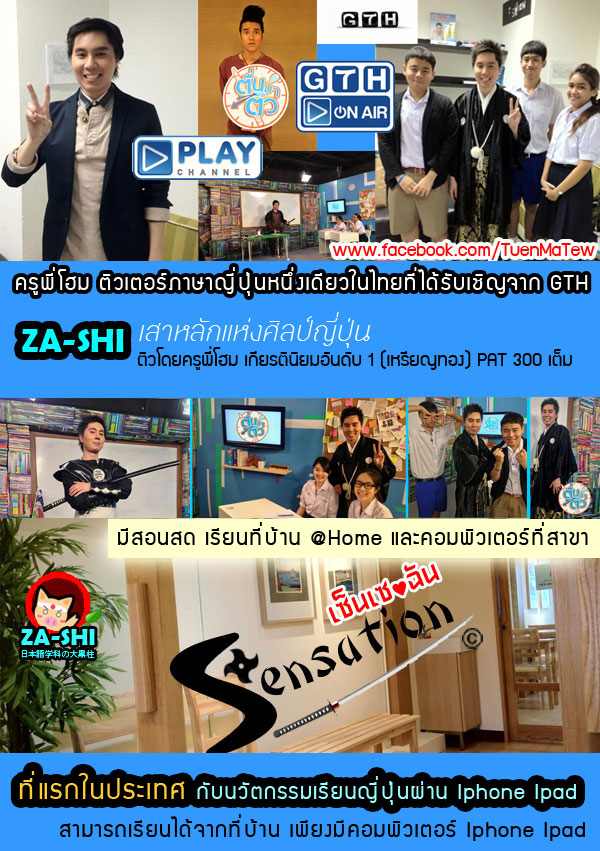 GTH
ตื่นมาติว
GTH
ON AIR
PLAY
CHANNEL
www.facebook.com/TuenMaTew
ครูพี่โฮม ติวเตอร์ภาษาญี่ปุ่นหนึ่งเดียวในไทยที่ได้รับเชิญจาก GTH
ZA-SHI เสาหลักแห่งศิลป์ญี่ปุ่น
ติวโดยครูพี่โฮม เกียรตินิยมอันดับ 1 (เหรียญทอง) PAT 300 เต็ม
ตื่นมาติว
ตื่นมาติว
มีสอนสด เรียนที่บ้าน @Home และคอมพิวเตอร์ที่สาขา
เซ็นเซ♥ฉัน
Sensation ©
ZA-SHI
日本語学科の大黒柱
ที่แรกในประเทศ กับนวัตกรรมเรียนญี่ปุ่นผ่าน Iphone Ipad
สามารถเรียนได้จากที่บ้าน เพียงมีคอมพิวเตอร์ Iphone Ipad